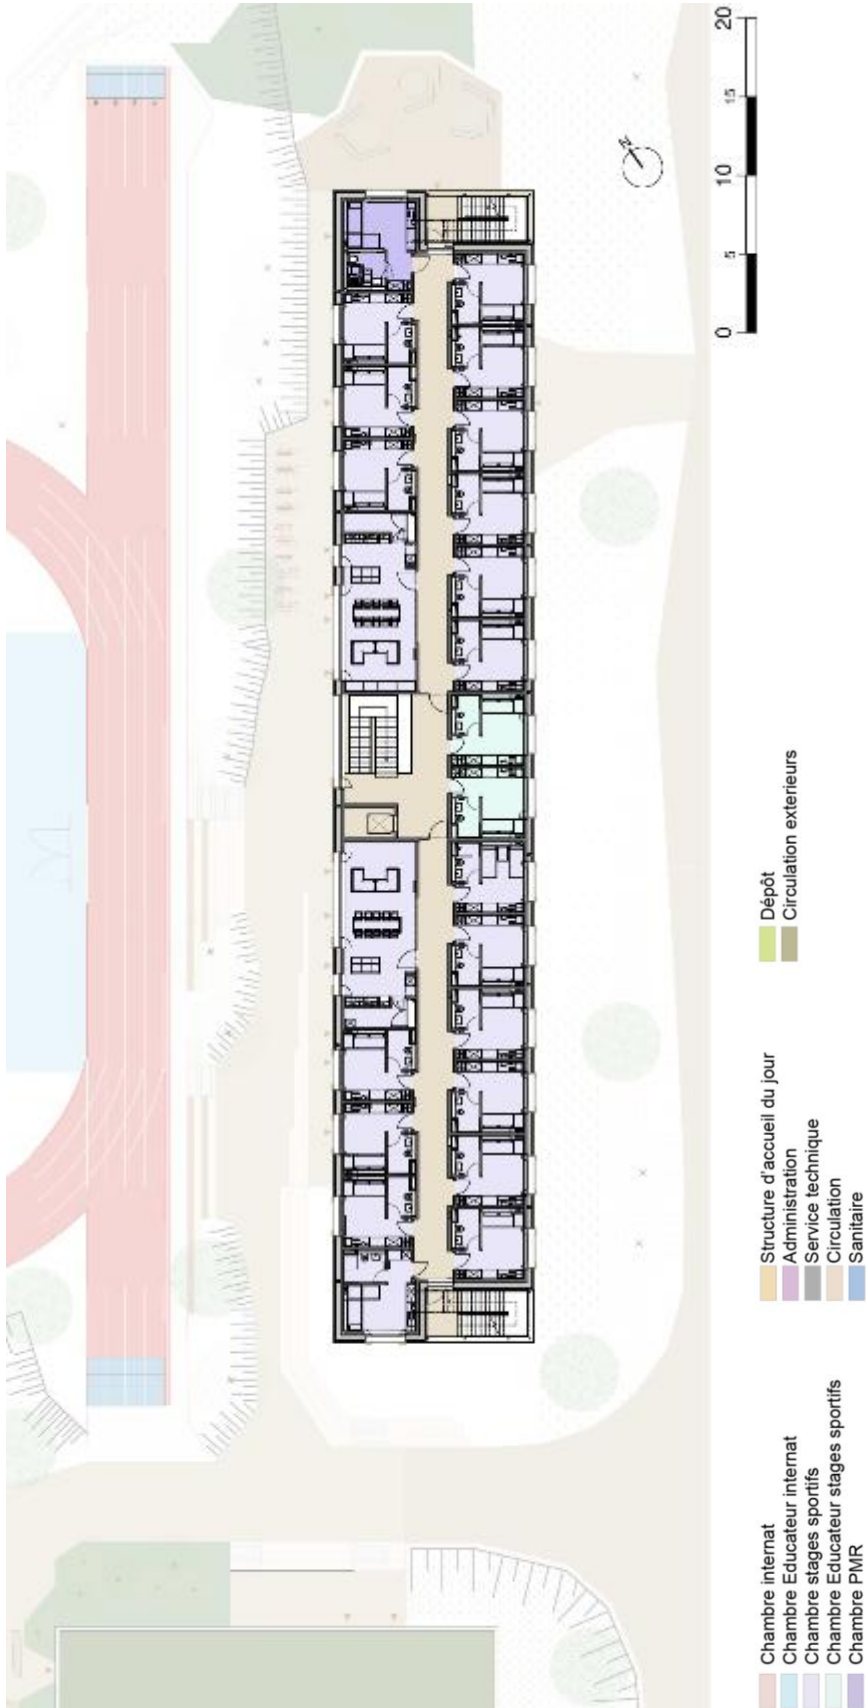 Chambre internat
Chambre Educateur internat
Chambre stages sportifs
Chambre Educateur stages sportifs
Chambre PMR
Structure d'accueil du jour
Administration
Service technique
Circulation
Sanitaire
Dépôt
Circulation exterieurs
0 5 10 15 20
N